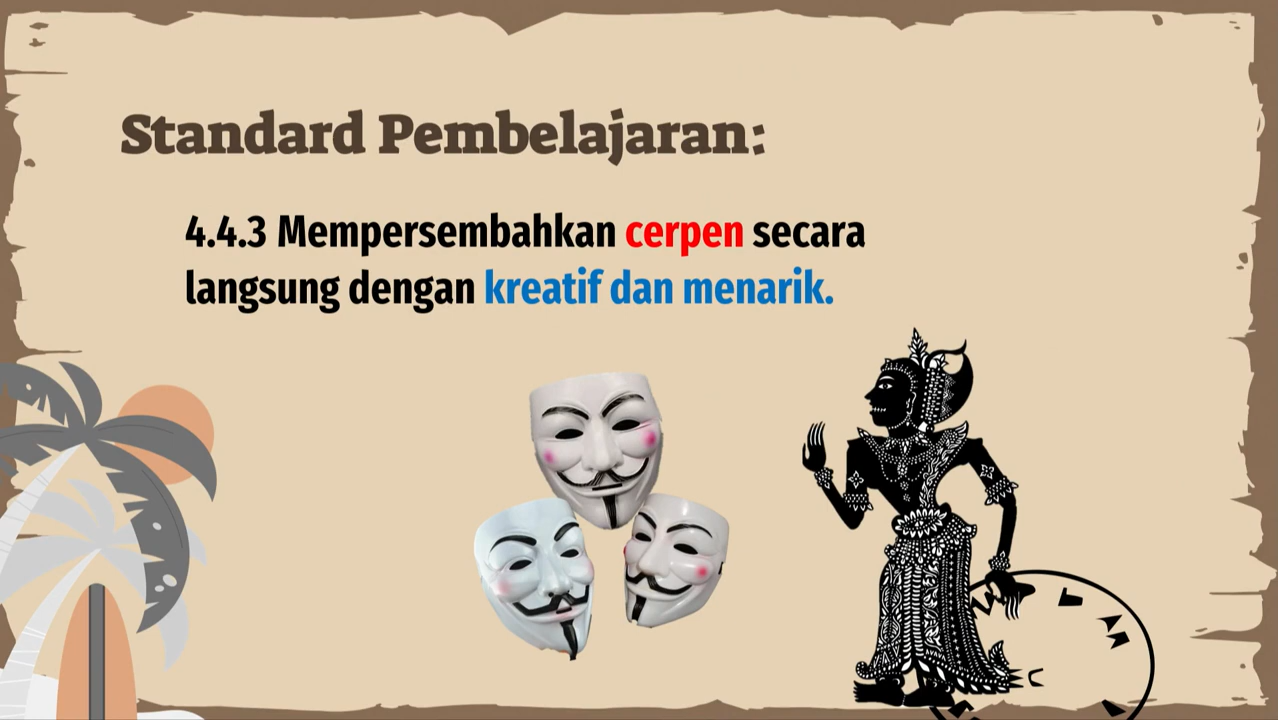 Standard Pembelajaran:
4.4.3 Mempersembahkan cerpen secara
langsung dengan kreatif dan menarik.